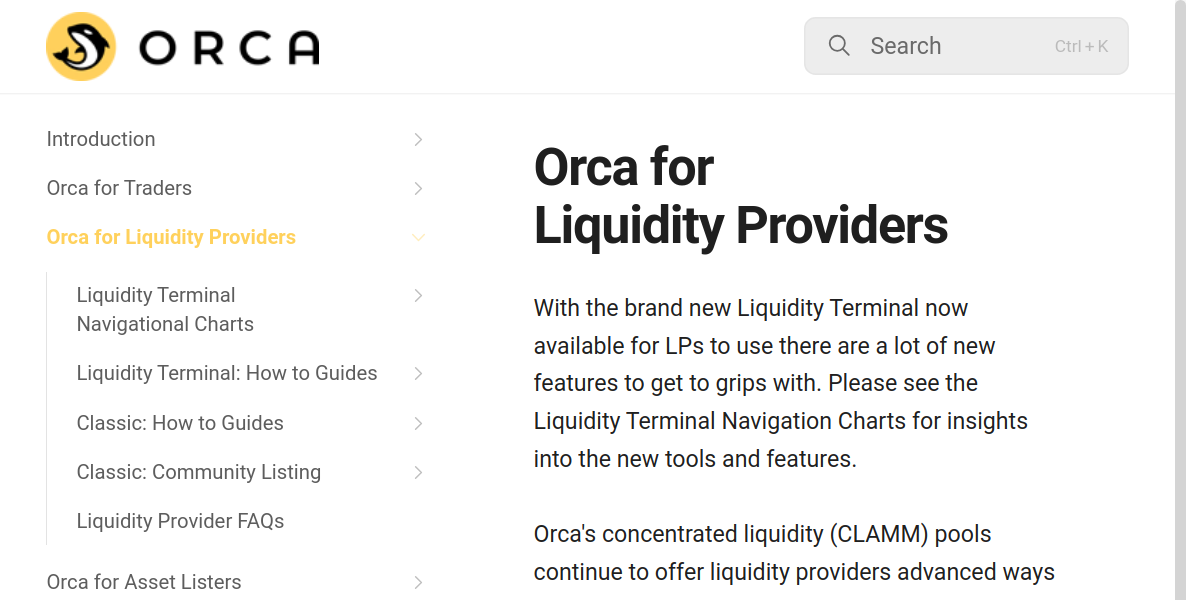 ORCA
Search
Ctrl + K
Introduction
Orca for Traders
Orca for Liquidity Providers
Liquidity Terminal
Navigational Charts
Liquidity Terminal: How to Guides
Classic: How to Guides
Classic: Community Listing
Liquidity Provider FAQs
Orca for Asset Listers
Orca for
Liquidity Providers
With the brand new Liquidity Terminal now
available for LPs to use there are a lot of new
features to get to grips with. Please see the
Liquidity Terminal Navigation Charts for insights
into the new tools and features.
Orca's concentrated liquidity (CLAMM) pools
continue to offer liquidity providers advanced ways